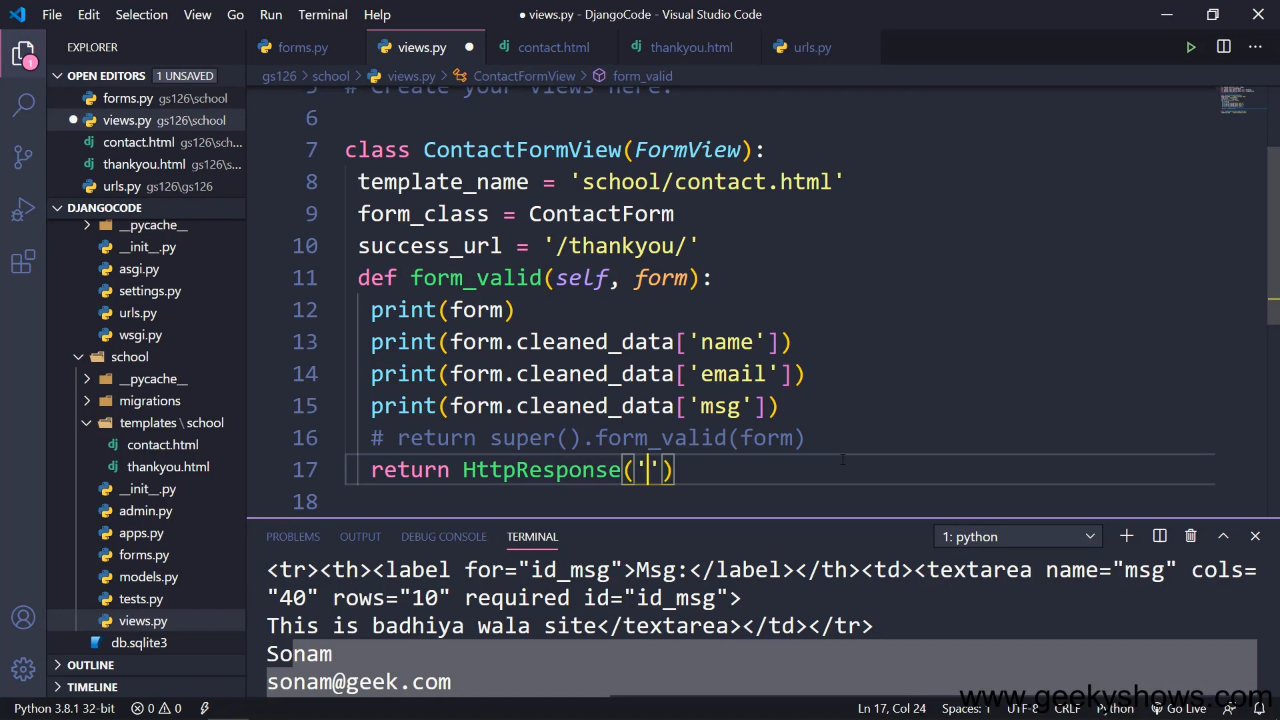 File Edit Selection View Go Run Terminal Help
● views.py - DjangoCode - Visual Studio Code
EXPLORER
OPEN EDITORS 1 UNSAVED
forms.py gs126\school
views.py gs126\school
contact.html gs126\sch...
thankyou.html gs126\s...
urls.py gs126\gs126
DJANGOCODE
__pycache__
__init__.py
asgi.py
settings.py
urls.py
wsgi.py
school
__pycache__
migrations
templates \ school
contact.html
thankyou.html
__init__.py
admin.py
apps.py
forms.py
models.py
tests.py
views.py
db.sqlite3
OUTLINE
TIMELINE
forms.py views.py contact.html thankyou.html urls.py
gs126 > school > views.py > ContactFormView > form_valid
5 # Create your views here.
6
7 class ContactFormView(FormView):
8 template_name = 'school/contact.html'
9 form_class = ContactForm
10 success_url = '/thankyou/'
11 def form_valid(self, form):
12 print(form)
13 print(form.cleaned_data['name'])
14 print(form.cleaned_data['email'])
15 print(form.cleaned_data['msg'])
16 # return super().form_valid(form)
17 return HttpResponse('')
18
PROBLEMS OUTPUT DEBUG CONSOLE TERMINAL 1: python
<tr><th><label for="id_msg">Msg:</label></th><td><textarea name="msg" cols=
"40" rows="10" required id="id_msg">
This is badhiya wala site</textarea></td></tr>
Sonam
sonam@geek.com
www.geekyshows.com
Python 3.8.1 32-bit 0 0 Ln 17, Col 24 Spaces: 1 UTF-8 CRLF Python Go Live
1